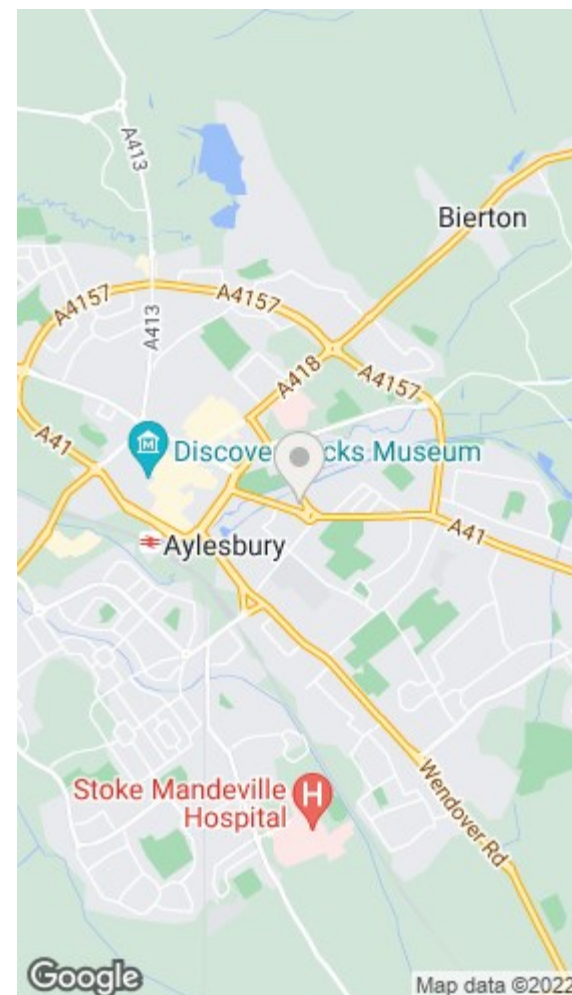 A413
Bierton
A4157
A4157
A413
A418
A4157
A41
Discove
cks Museum
Aylesbury
A41
Stoke Mandeville
Hospital
H
Wendover Rd
Google
Map data ©2022